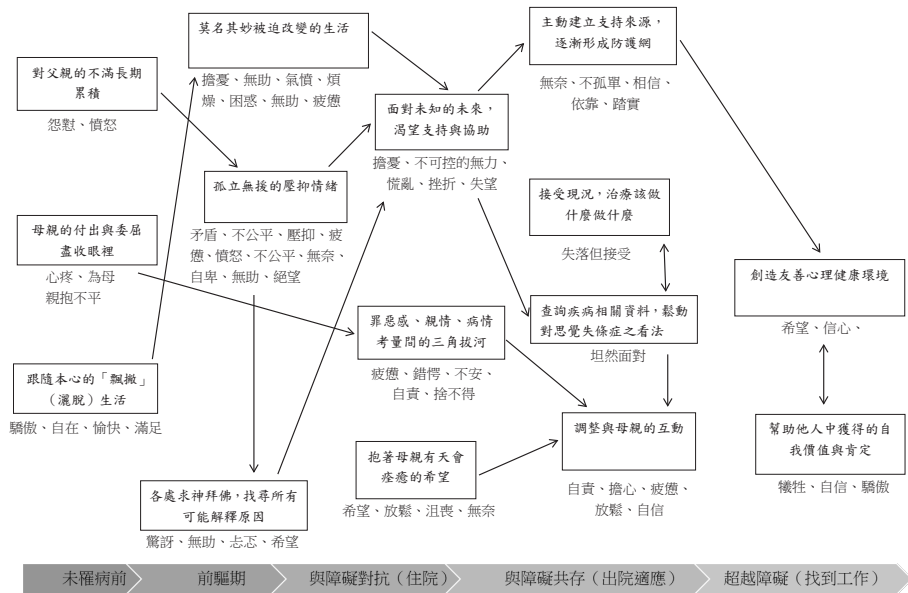 對父親的不滿長期
累積
怨懟、憤怒
母親的付出與委屈
盡收眼裡
心疼、為母
親抱不平
跟隨本心的「飄撇」
（灑脫）生活
驕傲、自在、愉快、滿足
莫名其妙被迫改變的生活
擔憂、無助、氣憤、煩
燥、困惑、無助、疲憊
孤立無援的壓抑情緒
矛盾、不公平、壓抑、疲
憊、憤怒、不公平、無奈、
自卑、無助、絕望
各處求神拜佛，找尋所有
可能解釋原因
驚訝、無助、忐忑、希望
面對未知的未來，
渴望支持與協助
擔憂、不可控的無力、
慌亂、挫折、失望
罪惡感、親情、病情
考量間的三角拔河
疲憊、錯愕、不安、
自責、捨不得
抱著母親有天會
痊癒的希望
希望、放鬆、沮喪、無奈
主動建立支持來源，
逐漸形成防護網
無奈、不孤單、相信、
依靠、踏實
接受現況，治療該做
什麼做什麼
失落但接受
查詢疾病相關資料，鬆動
對思覺失條症之看法
坦然面對
調整與母親的互動
自責、擔心、疲憊、
放鬆、自信
創造友善心理健康環境
希望、信心、
幫助他人中獲得的自
我價值與肯定
犧牲、自信、驕傲
未罹病前
前驅期
與障礙對抗（住院）
與障礙共存（出院適應）
超越障礙（找到工作）